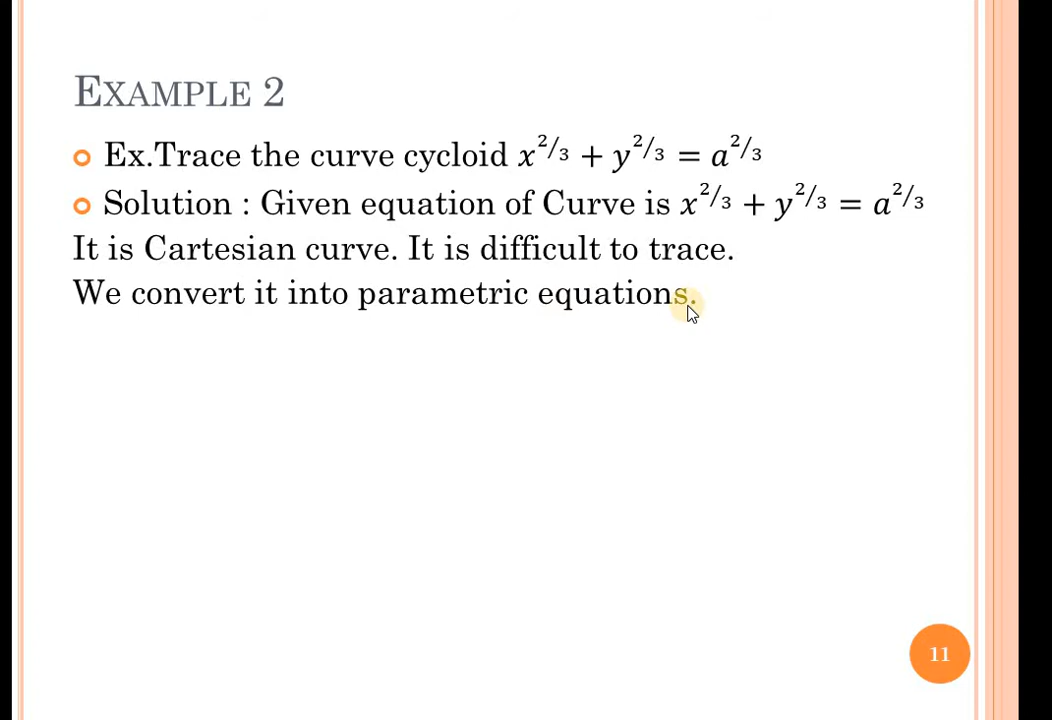 EXAMPLE 2
Ex.Trace the curve cycloid x^2/3 + y^2/3 = a^2/3
Solution : Given equation of Curve is x^2/3 + y^2/3 = a^2/3
It is Cartesian curve. It is difficult to trace.
We convert it into parametric equations.
11